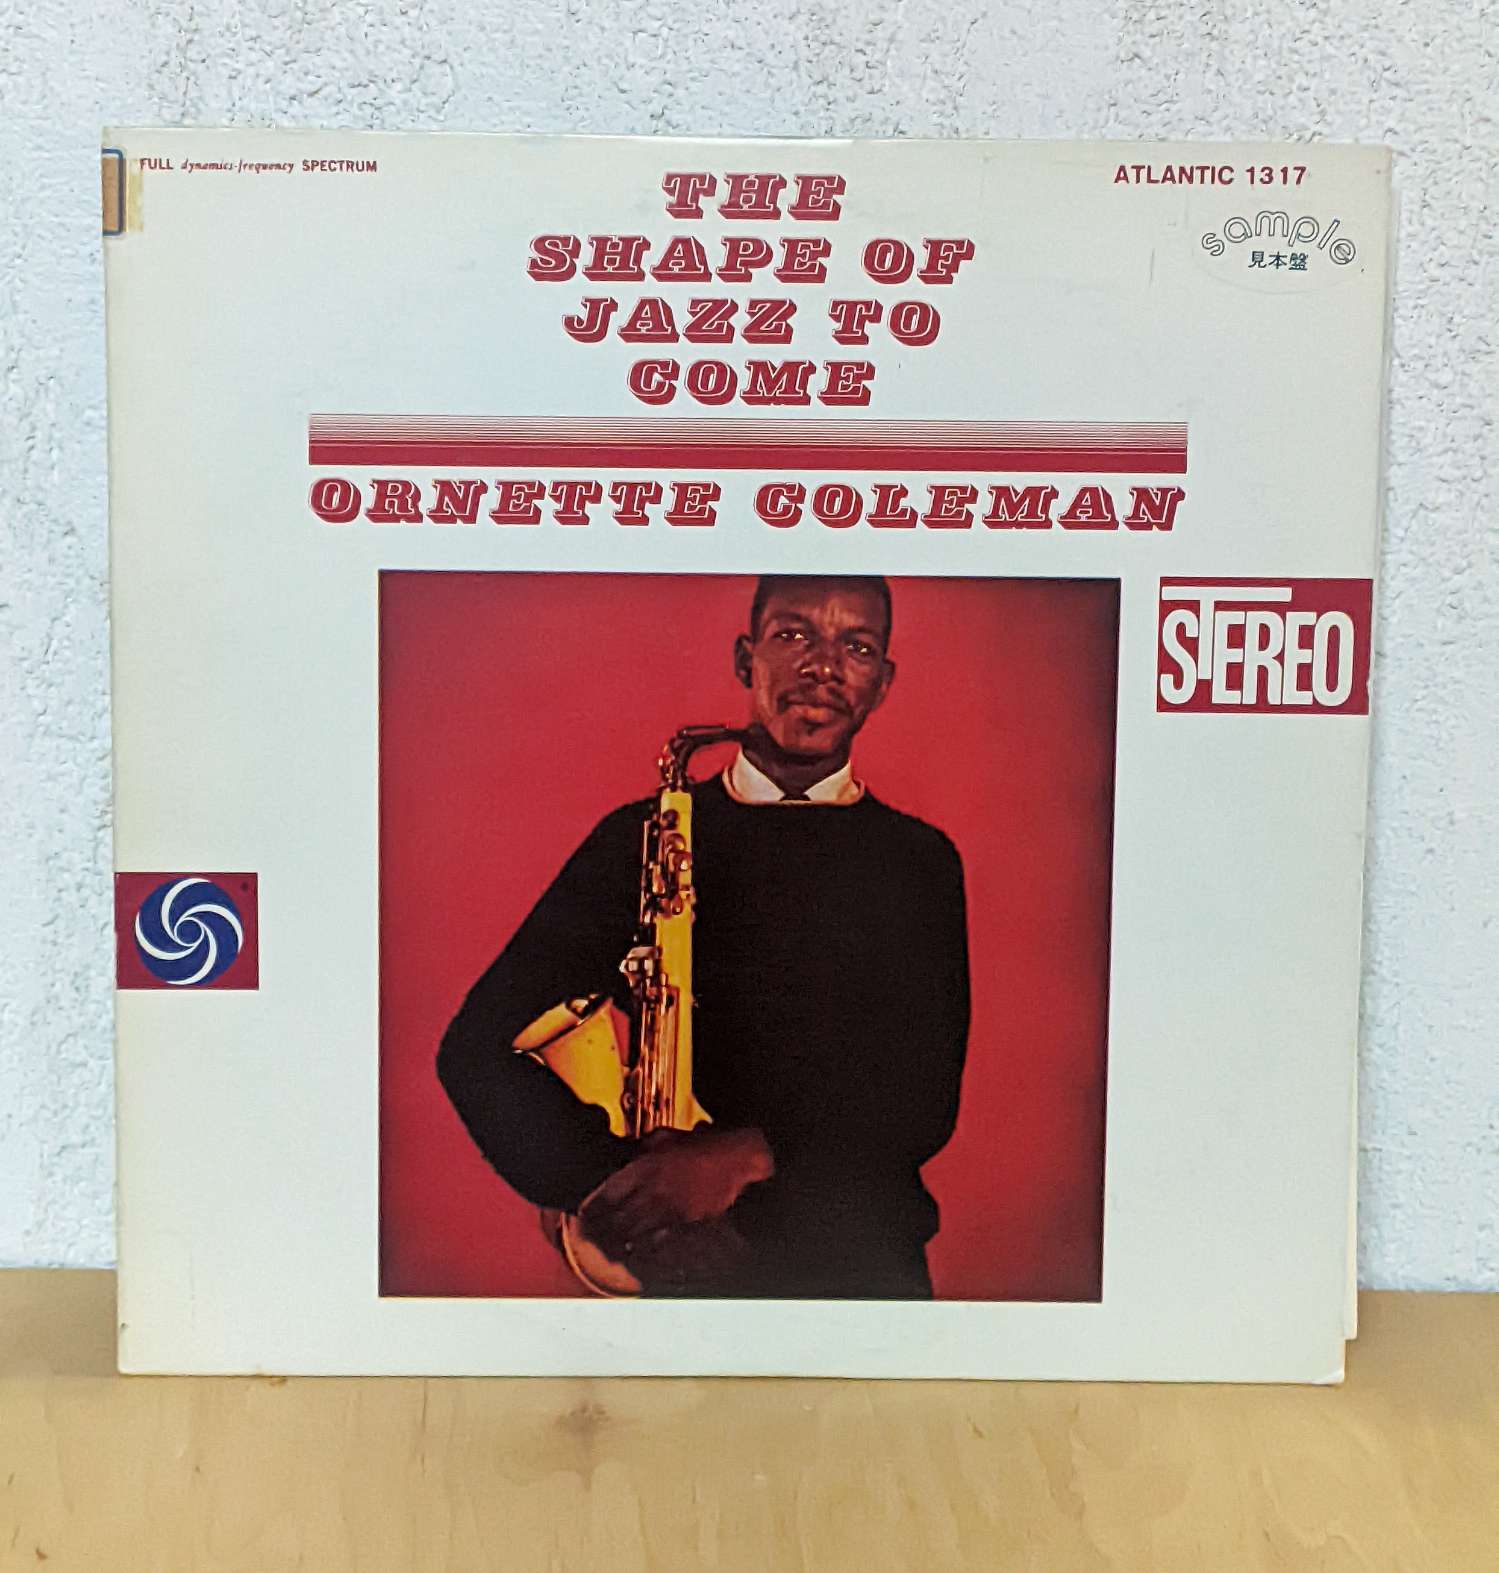 FULL dynamics-frequency SPECTRUM
ATLANTIC 1317
sample
見本盤
THE
SHAPE OF
JAZZ TO
COME
ORNETTE COLEMAN
STEREO